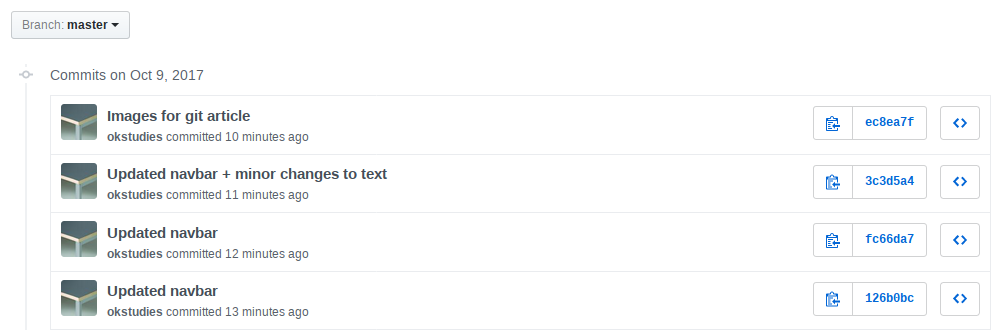 Branch: master
Commits on Oct 9, 2017
Images for git article
okstudies committed 10 minutes ago
ec8ea7f
Updated navbar + minor changes to text
okstudies committed 11 minutes ago
3c3d5a4
Updated navbar
okstudies committed 12 minutes ago
fc66da7
Updated navbar
okstudies committed 13 minutes ago
126b0bc